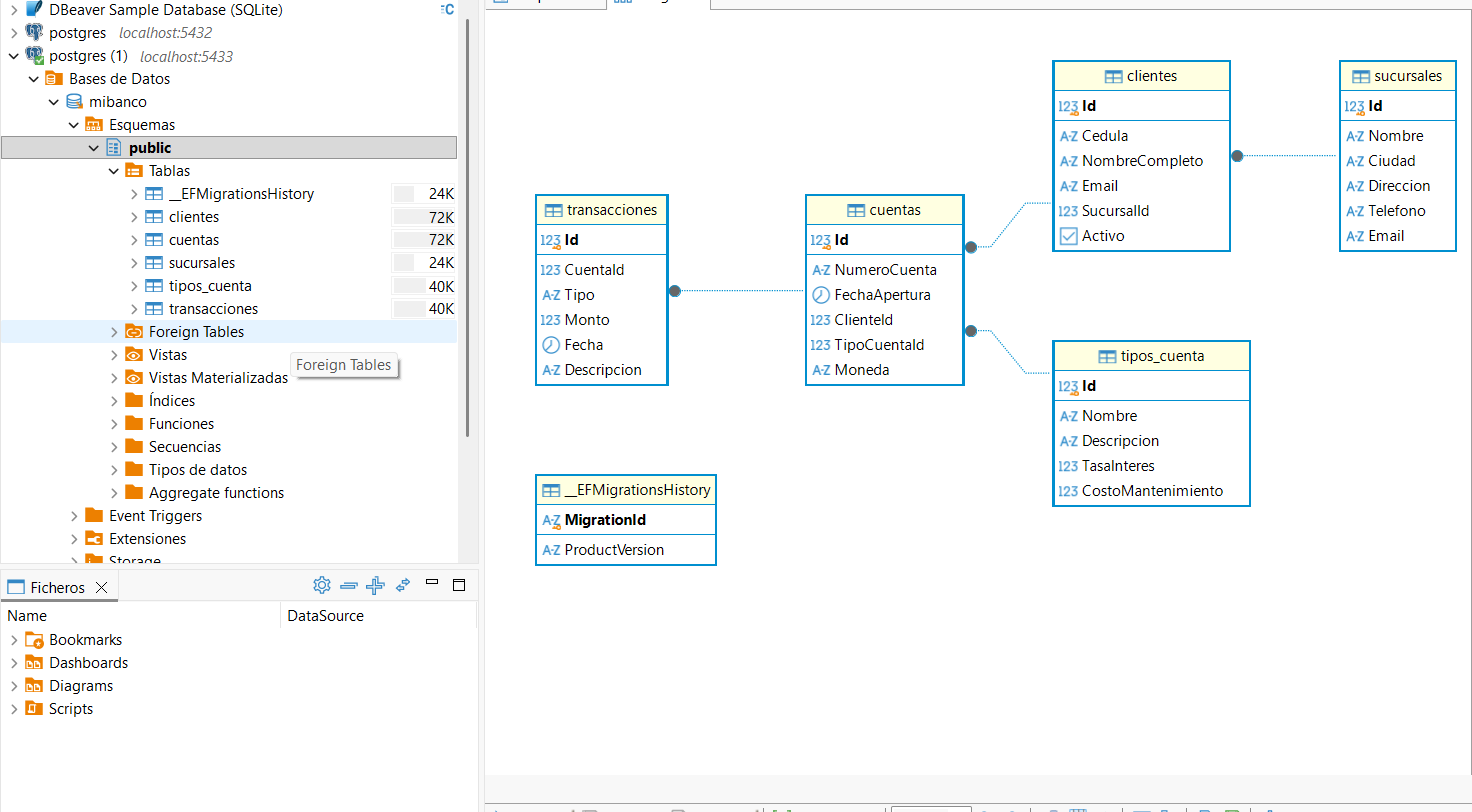 DBeaver Sample Database (SQLite)
postgres localhost:5432
postgres (1) localhost:5433
Bases de Datos
mibanco
Esquemas
public
Tablas
__EFMigrationsHistory 24K
clientes 72K
cuentas 72K
sucursales 24K
tipos_cuenta 40K
transacciones 40K
Foreign Tables
Vistas
Foreign Tables
Vistas Materializadas
Índices
Funciones
Secuencias
Tipos de datos
Aggregate functions
Event Triggers
Extensiones
Storage
Ficheros
Name DataSource
Bookmarks
Dashboards
Diagrams
Scripts
transacciones
123 Id
123 CuentaId
A-Z Tipo
123 Monto
Fecha
A-Z Descripcion
cuentas
123 Id
A-Z NumeroCuenta
FechaApertura
123 ClienteId
123 TipoCuentaId
A-Z Moneda
clientes
123 Id
A-Z Cedula
A-Z NombreCompleto
A-Z Email
123 SucursalId
Activo
sucursales
123 Id
A-Z Nombre
A-Z Ciudad
A-Z Direccion
A-Z Telefono
A-Z Email
tipos_cuenta
123 Id
A-Z Nombre
A-Z Descripcion
123 TasaInteres
123 CostoMantenimiento
__EFMigrationsHistory
A-Z MigrationId
A-Z ProductVersion